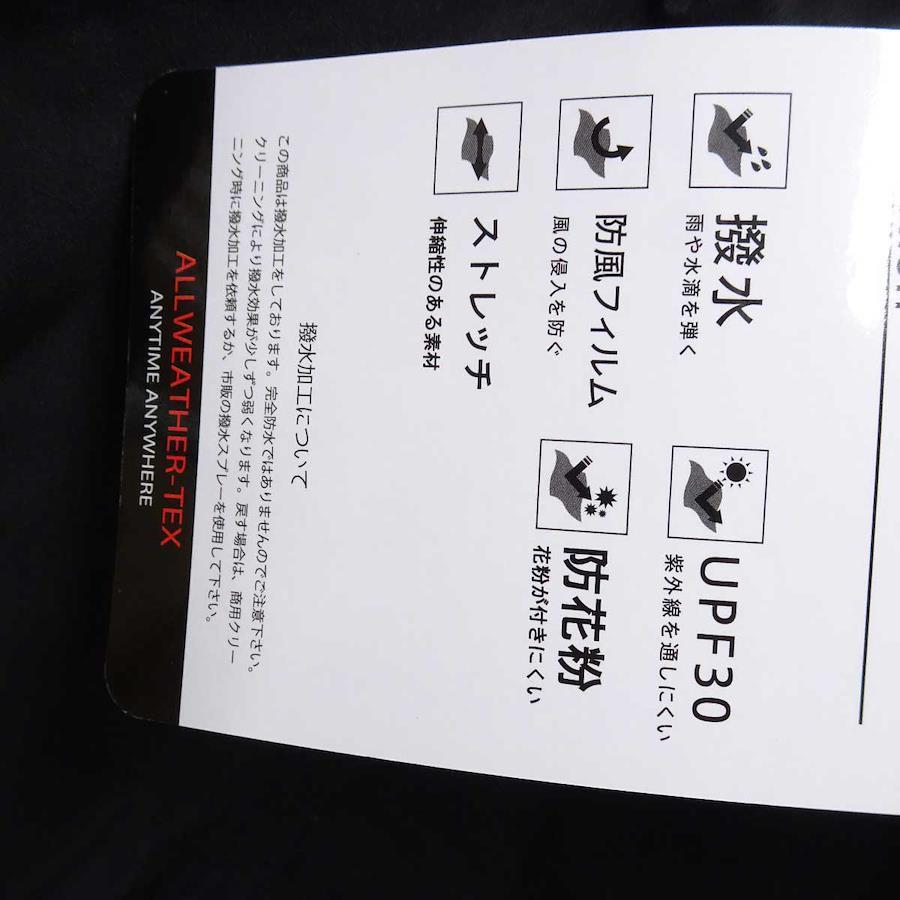 撥水
雨や水滴を弾く
UPF30
紫外線を通しにくい
防風フィルム
風の侵入を防ぐ
防花粉
花粉が付きにくい
ストレッチ
伸縮性のある素材
撥水加工について
この商品は撥水加工をしております。完全防水ではありませんのでご注意下さい。
クリーニングにより撥水効果が少しずつ弱くなります。戻す場合は、商用クリー
ニング時に撥水加工を依頼するか、市販の撥水スプレーを使用して下さい。
ALLWEATHER-TEX
ANYTIME ANYWHERE